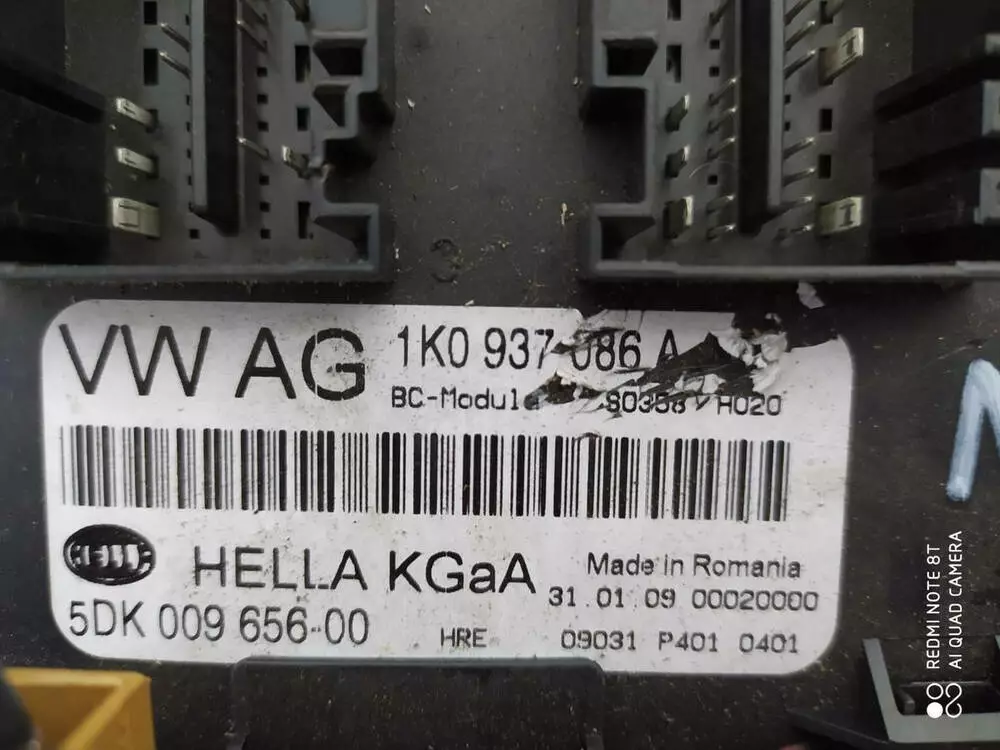 VW AG 1K0 937 086 A
BC-Modul H020
HELLA
HELLA KGaA
Made in Romania
31 01 09 00020000
5DK 009 656-00
HRE 09031 P401 0401
REDMI NOTE 8T
AI QUAD CAMERA